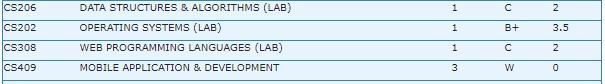 CS206 DATA STRUCTURES & ALGORITHMS (LAB) 1 C 2
CS202 OPERATING SYSTEMS (LAB) 1 B+ 3.5
CS308 WEB PROGRAMMING LANGUAGES (LAB) 1 C 2
CS409 MOBILE APPLICATION & DEVELOPMENT 3 W 0